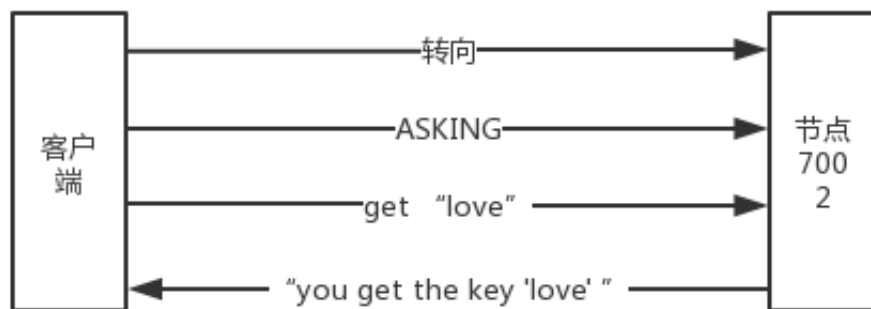 转向
ASKING
客户
端
节点
700
2
get “love”
“you get the key 'love' ”